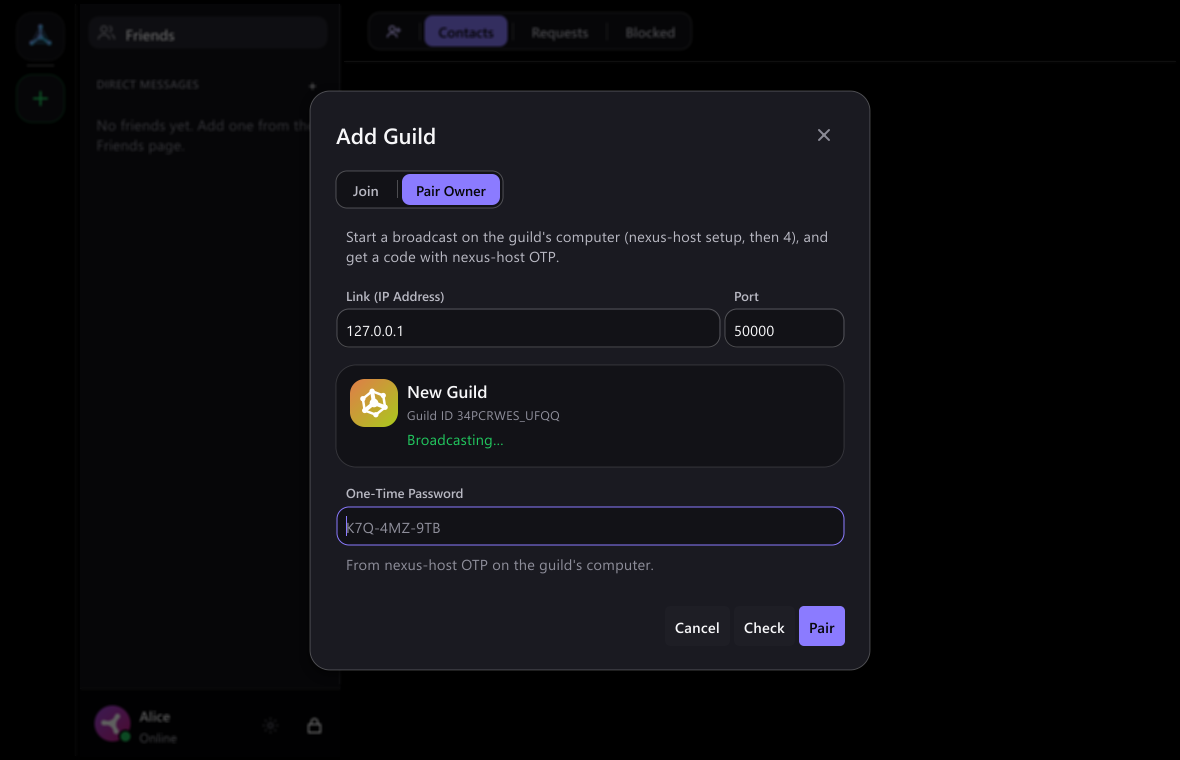 Friends
Contacts
Requests
Blocked
DIRECT MESSAGES
+
No friends yet. Add one from the
Friends page.
Add Guild
Join
Pair Owner
Start a broadcast on the guild's computer (nexus-host setup, then 4), and
get a code with nexus-host OTP.
Link (IP Address)
Port
127.0.0.1
50000
New Guild
Guild ID 34PCRWES_UFQQ
Broadcasting...
One-Time Password
K7Q-4MZ-9TB
From nexus-host OTP on the guild's computer.
Cancel
Check
Pair
Alice
Online